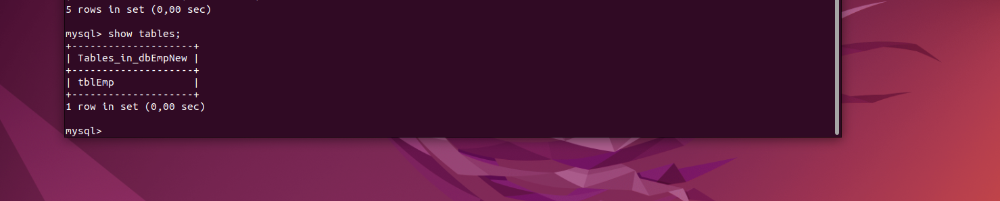 5 rows in set (0,00 sec)
mysql> show tables;
+--------------------+
| Tables_in_dbEmpNew |
+--------------------+
| tblEmp             |
+--------------------+
1 row in set (0,00 sec)
mysql>